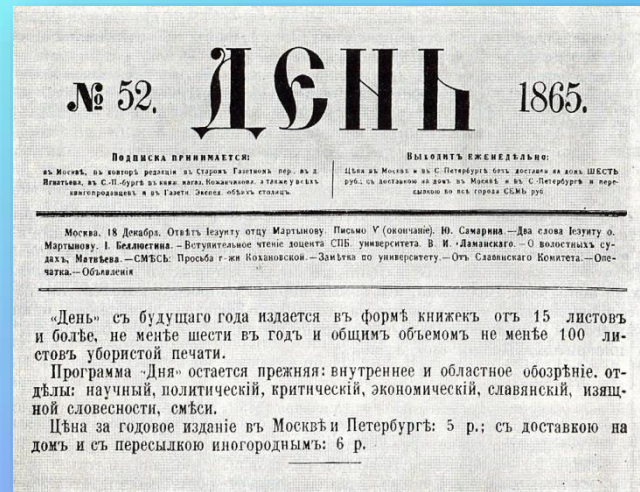 № 52.
ДЕНЬ
1865.
ПОДПИСКА ПРИНИМАЕТСЯ:
въ Москвѣ, въ конторѣ редакціи въ Старомъ Газетномъ пер., въ д.
Игнатьева, въ С.-П.-бургѣ въ книж. магаз. Кожанчикова, а также у всѣхъ
книгопродавцевъ и въ Газетн. Экспед. обѣихъ столицъ.
ВЫХОДИТЪ ЕЖЕНЕДѢЛЬНО:
Цѣна въ Москвѣ и въ С. Петербургѣ безъ доставки на домъ ШЕСТЬ
руб.; съ доставкою на домъ въ Москвѣ и въ С.-Петербургѣ и пере-
сылкою во всѣ города СЕМЬ руб
Москва, 18 Декабря. Отвѣтъ Іезуиту отцу Мартынову. Письмо V (окончаніе). Ю. Самарина.—Два слова Іезуиту о.
Мартынову. І. Беллюстина. – Вступительное чтеніе доцента СПБ. университета. В. И. Ламанскаго. – О волостныхъ су-
дахъ, Матвѣева.—СМѢСЬ: Просьба г-жи Кохановской.—Замѣтка по университету.—Отъ Славянскаго Комитета.—Опе-
чатка.—Объявленія
«День» съ будущаго года издается въ формѣ книжекъ отъ 15 листовъ
и болѣе, не менѣе шести въ годъ и общимъ объемомъ не менѣе 100 ли-
стовъ убористой печати.
Программа «Дня» остается прежняя: внутреннее и областное обозрѣніе. от-
дѣлы: научный, политическій, критическій, экономическій, славянскій, изящ-
ной словесности, смѣси.
Цѣна за годовое изданіе въ Москвѣ и Петербургѣ: 5 р.; съ доставкою на
домъ и съ пересылкою иногороднымъ: 6 р.